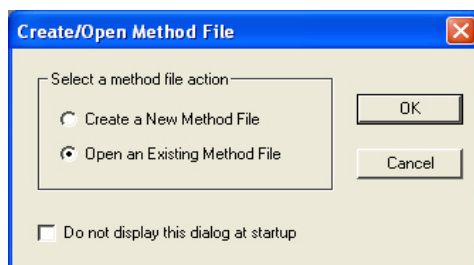 Create/Open Method File
Select a method file action
Create a New Method File
OK
Open an Existing Method File
Cancel
Do not display this dialog at startup